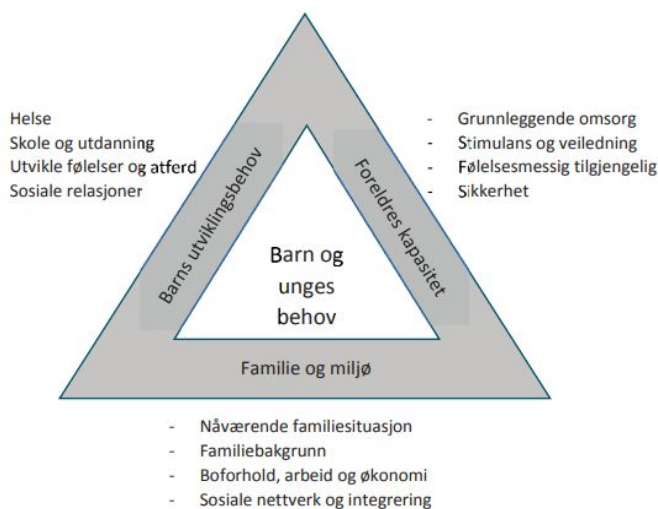 Helse
Skole og utdanning
Utvikle følelser og atferd
Sosiale relasjoner
- Grunnleggende omsorg
- Stimulans og veiledning
- Følelsesmessig tilgjengelig
- Sikkerhet
Barns utviklingsbehov
Foreldres kapasitet
Barn og
unges
behov
Familie og miljø
- Nåværende familiesituasjon
- Familiebakgrunn
- Boforhold, arbeid og økonomi
- Sosiale nettverk og integrering